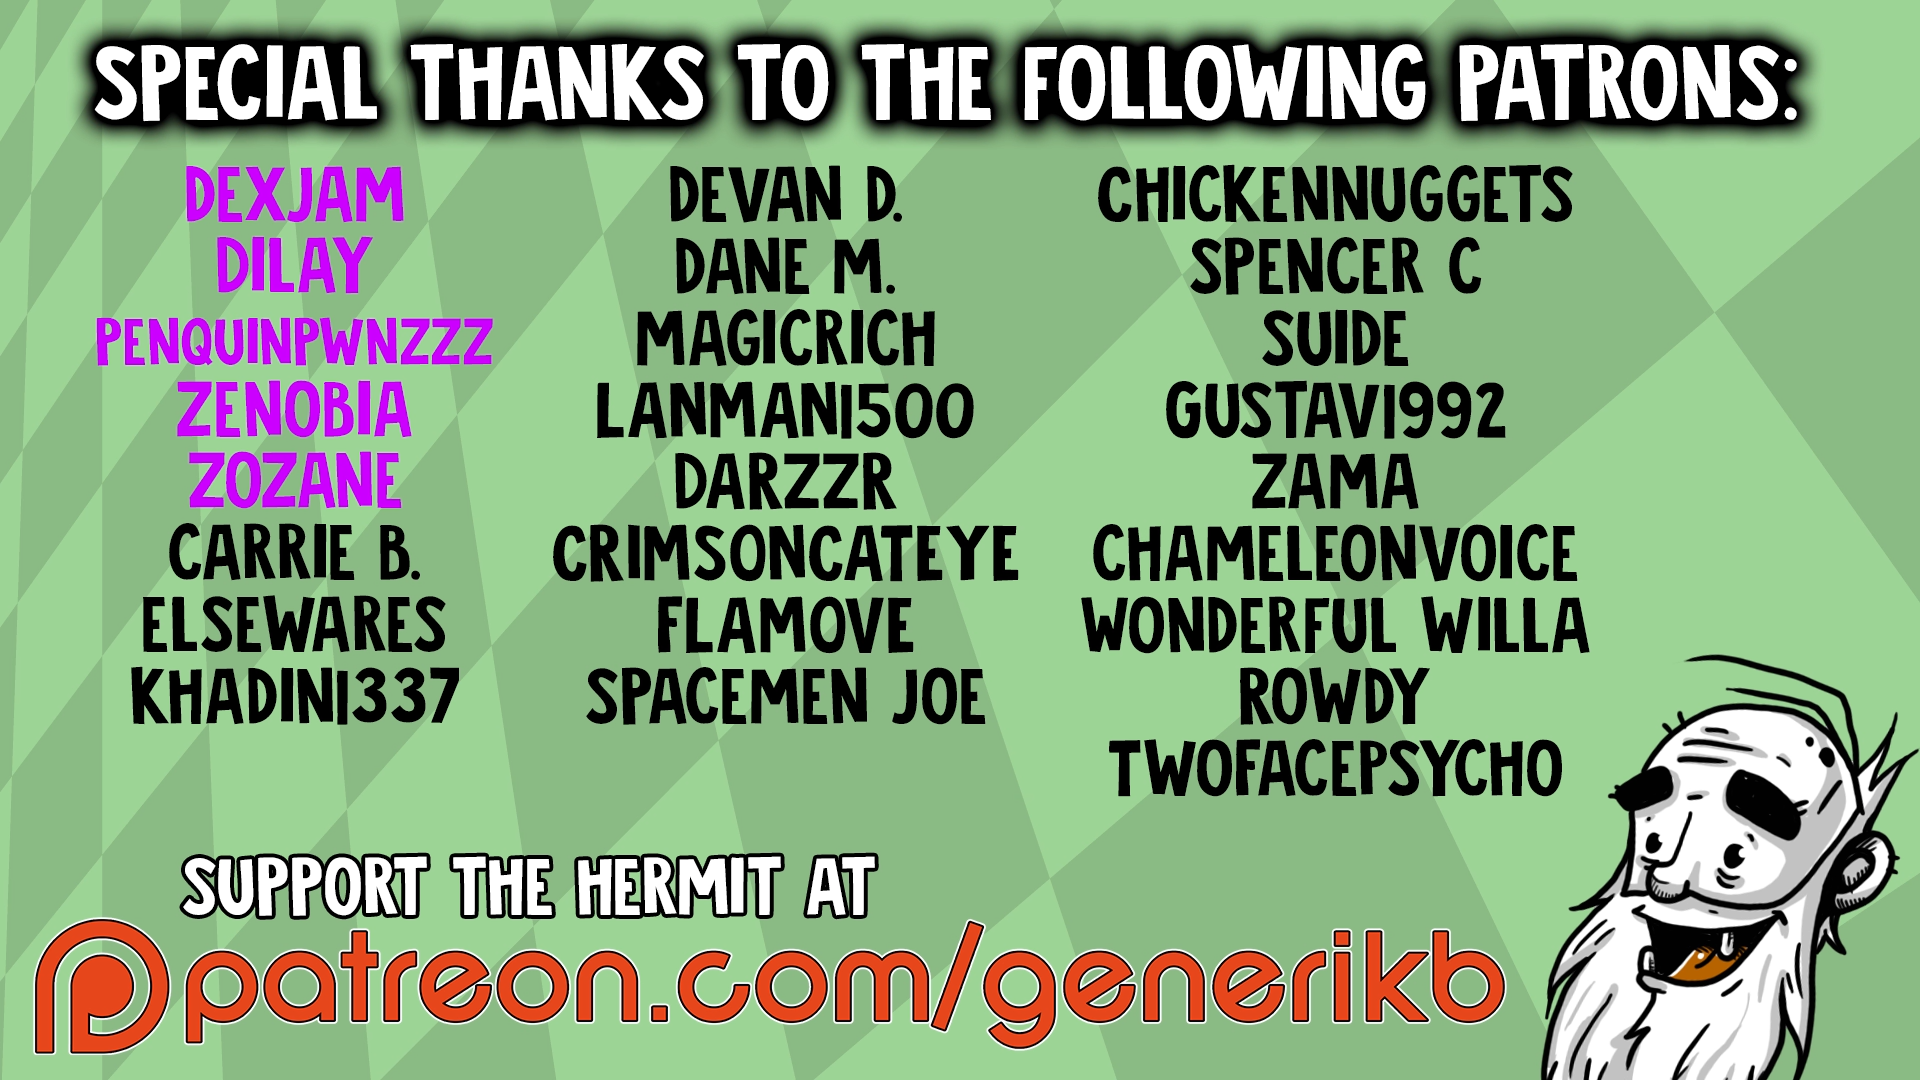 SPECIAL THANKS TO THE FOLLOWING PATRONS:
DEXJAM
DILAY
PENQUINPWNZZZ
ZENOBIA
ZOZANE
CARRIE B.
ELSEWARES
KHADIN1337
DEVAN D.
DANE M.
MAGICRICH
LANMAN1500
DARZZR
CRIMSONCATEYE
FLAMOVE
SPACEMEN JOE
CHICKENNUGGETS
SPENCER C
SUIDE
GUSTAV1992
ZAMA
CHAMELEONVOICE
WONDERFUL WILLA
ROWDY
TWOFACEPSYCHO
SUPPORT THE HERMIT AT
patreon.com/generikb